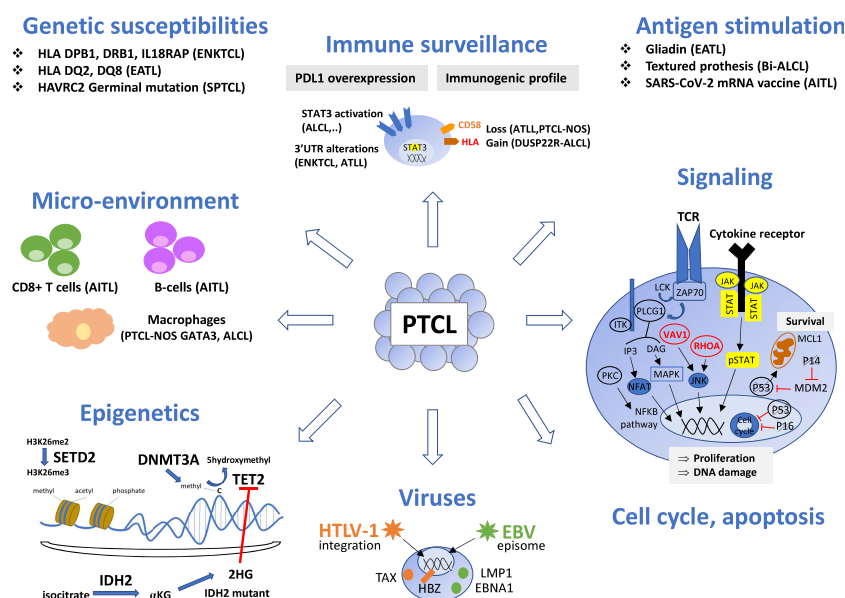 Genetic susceptibilities
❖ HLA DPB1, DRB1, IL18RAP (ENKTCL)
❖ HLA DQ2, DQ8 (EATL)
❖ HAVRC2 Germinal mutation (SPTCL)
Immune surveillance
PDL1 overexpression
Immunogenic profile
STAT3 activation
(ALCL,..)
3'UTR alterations
(ENKTCL, ATLL)
STAT3
CD58
HLA
Loss (ATLL,PTCL-NOS)
Gain (DUSP22R-ALCL)
Antigen stimulation
❖ Gliadin (EATL)
❖ Textured prothesis (Bi-ALCL)
❖ SARS-CoV-2 mRNA vaccine (AITL)
Micro-environment
CD8+ T cells (AITL)
B-cells (AITL)
Macrophages
(PTCL-NOS GATA3, ALCL)
PTCL
Signaling
TCR
Cytokine receptor
LCK
ZAP70
JAK
JAK
STAT
STAT
ITK
PLCG1
VAV1
RHOA
IP3
DAG
pSTAT
PKC
NFAT
MAPK
JNK
NFKB
pathway
Survival
MCL1
P14
P53
MDM2
P53
P16
Cell
cycle
⇒ Proliferation
⇒ DNA damage
Cell cycle, apoptosis
Epigenetics
H3K26me2
SETD2
H3K26me3
DNMT3A
5hydroxymethyl
TET2
methyl
acetyl
phosphate
methyl
C
2HG
IDH2
isocitrate
αKG
IDH2 mutant
Viruses
HTLV-1
integration
EBV
episome
TAX
HBZ
LMP1
EBNA1